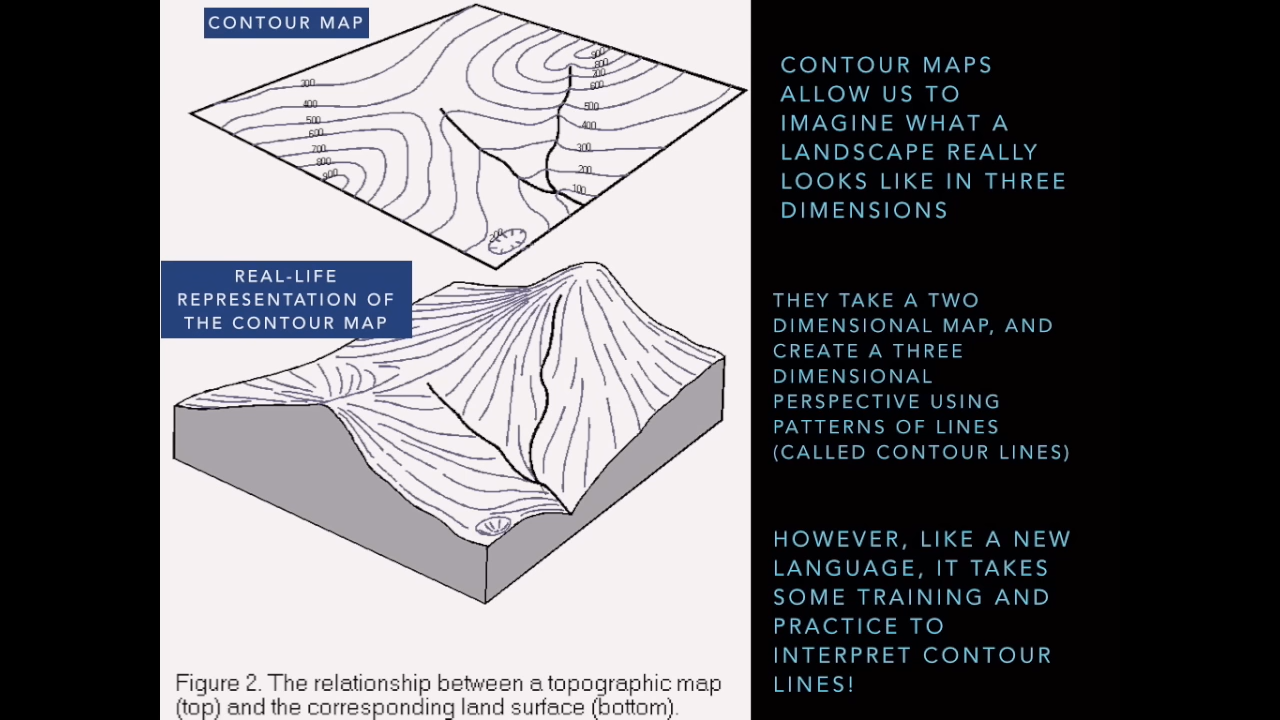 CONTOUR MAP
900
800
700
600
500
400
300
200
100
300
400
500
600
700
800
900
200
REAL-LIFE
REPRESENTATION OF
THE CONTOUR MAP
Figure 2. The relationship between a topographic map
(top) and the corresponding land surface (bottom).
CONTOUR MAPS
ALLOW US TO
IMAGINE WHAT A
LANDSCAPE REALLY
LOOKS LIKE IN THREE
DIMENSIONS
THEY TAKE A TWO
DIMENSIONAL MAP, AND
CREATE A THREE
DIMENSIONAL
PERSPECTIVE USING
PATTERNS OF LINES
(CALLED CONTOUR LINES)
HOWEVER, LIKE A NEW
LANGUAGE, IT TAKES
SOME TRAINING AND
PRACTICE TO
INTERPRET CONTOUR
LINES!